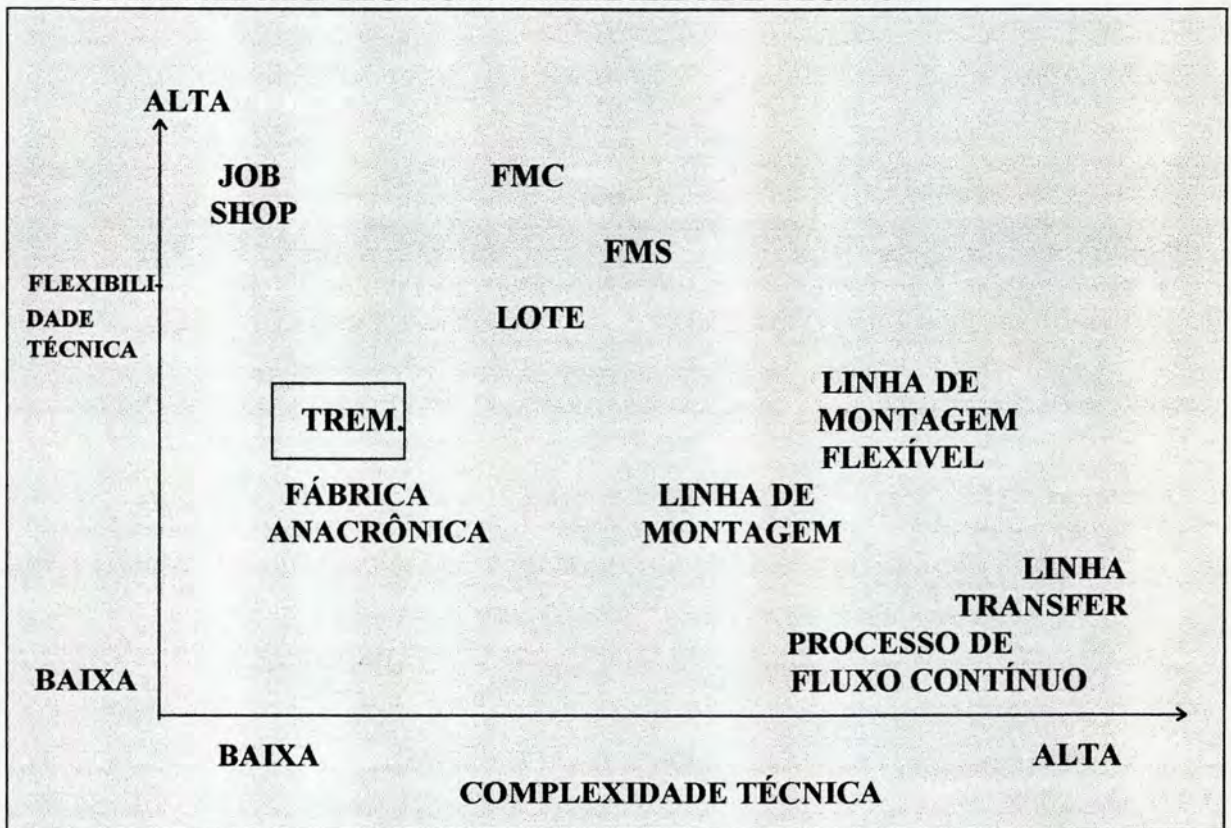 ALTA
JOB
SHOP
FMC
FMS
FLEXIBILI-
DADE
TÉCNICA
LOTE
TREM.
LINHA DE
MONTAGEM
FLEXÍVEL
FÁBRICA
ANACRÔNICA
LINHA DE
MONTAGEM
LINHA
TRANSFER
PROCESSO DE
FLUXO CONTÍNUO
BAIXA
BAIXA
ALTA
COMPLEXIDADE TÉCNICA